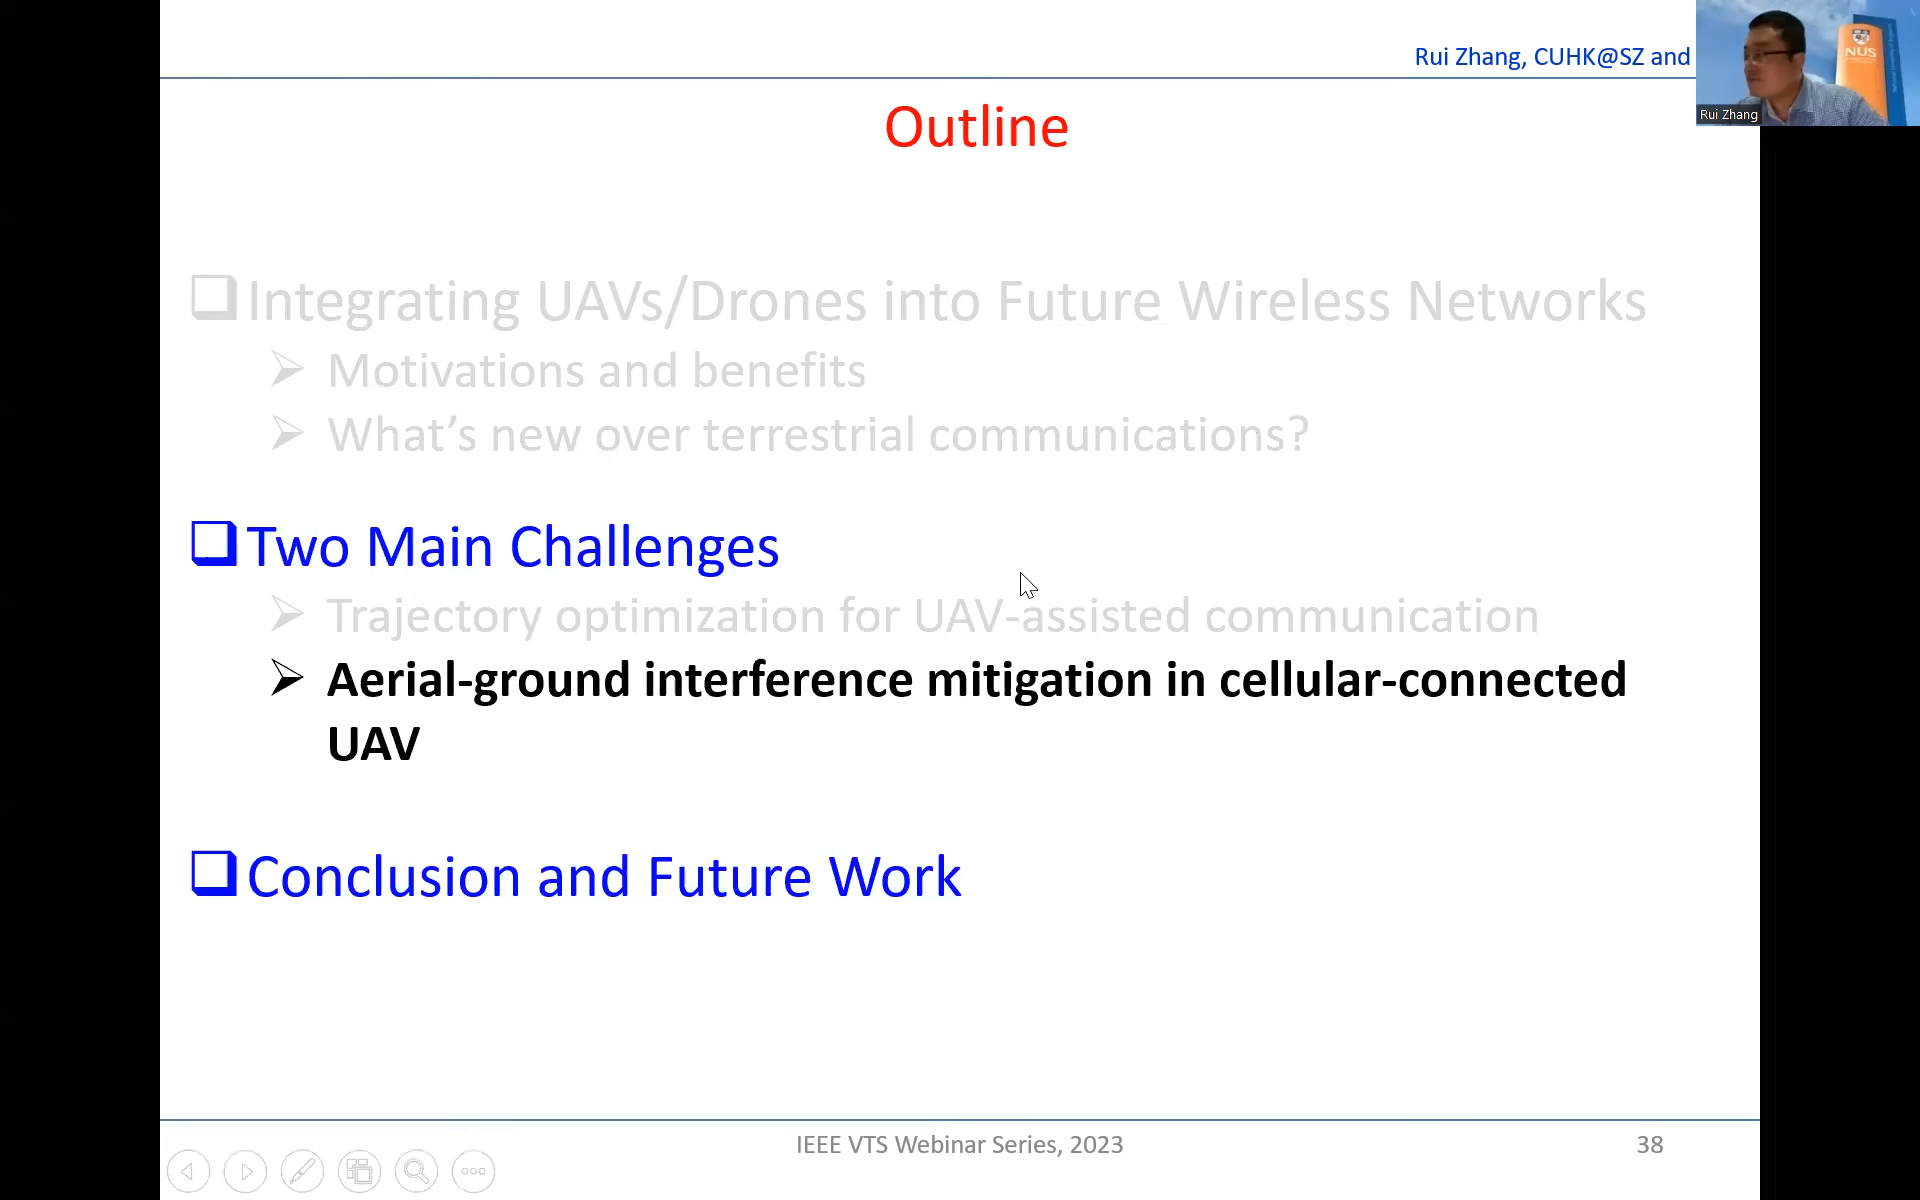 Rui Zhang, CUHK@SZ and
NUS
Rui Zhang
Outline
Integrating UAVs/Drones into Future Wireless Networks
Motivations and benefits
What's new over terrestrial communications?
Two Main Challenges
Trajectory optimization for UAV-assisted communication
Aerial-ground interference mitigation in cellular-connected
UAV
Conclusion and Future Work
IEEE VTS Webinar Series, 2023
38